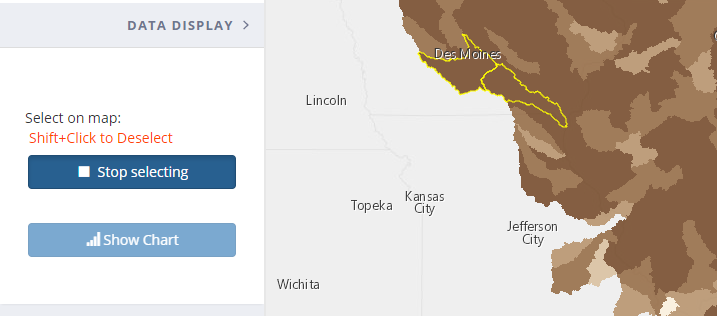 DATA DISPLAY
Select on map:
Shift+Click to Deselect
Stop selecting
Show Chart
Des Moines
Lincoln
Topeka
Kansas
City
Jefferson
City
Wichita